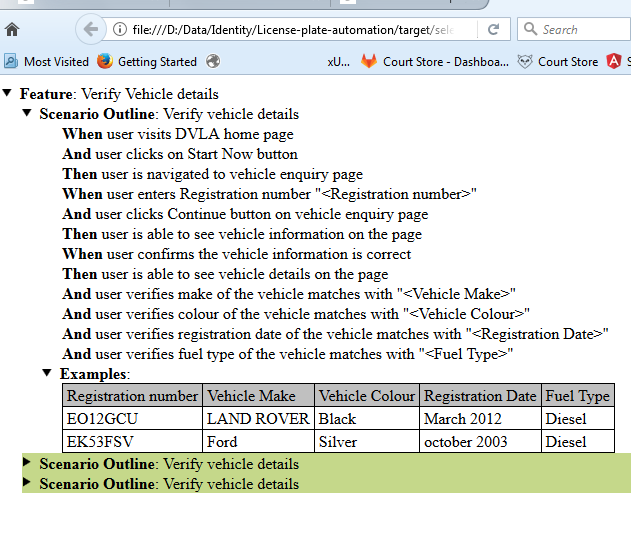 file:///D:/Data/Identity/License-plate-automation/target/sel
Search
Most Visited Getting Started xU... Court Store - Dashboa... Court Store S
Feature: Verify Vehicle details
Scenario Outline: Verify vehicle details
When user visits DVLA home page
And user clicks on Start Now button
Then user is navigated to vehicle enquiry page
When user enters Registration number "<Registration number>"
And user clicks Continue button on vehicle enquiry page
Then user is able to see vehicle information on the page
When user confirms the vehicle information is correct
Then user is able to see vehicle details on the page
And user verifies make of the vehicle matches with "<Vehicle Make>"
And user verifies colour of the vehicle matches with "<Vehicle Colour>"
And user verifies registration date of the vehicle matches with "<Registration Date>"
And user verifies fuel type of the vehicle matches with "<Fuel Type>"
Examples:
Registration number Vehicle Make Vehicle Colour Registration Date Fuel Type
EO12GCU LAND ROVER Black March 2012 Diesel
EK53FSV Ford Silver october 2003 Diesel
Scenario Outline: Verify vehicle details
Scenario Outline: Verify vehicle details